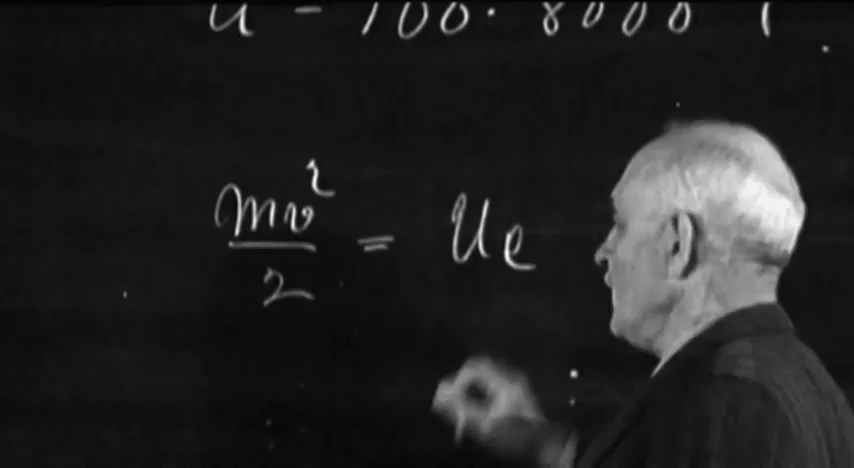 u = 100 · 8000
mv²
—— = Ue
2